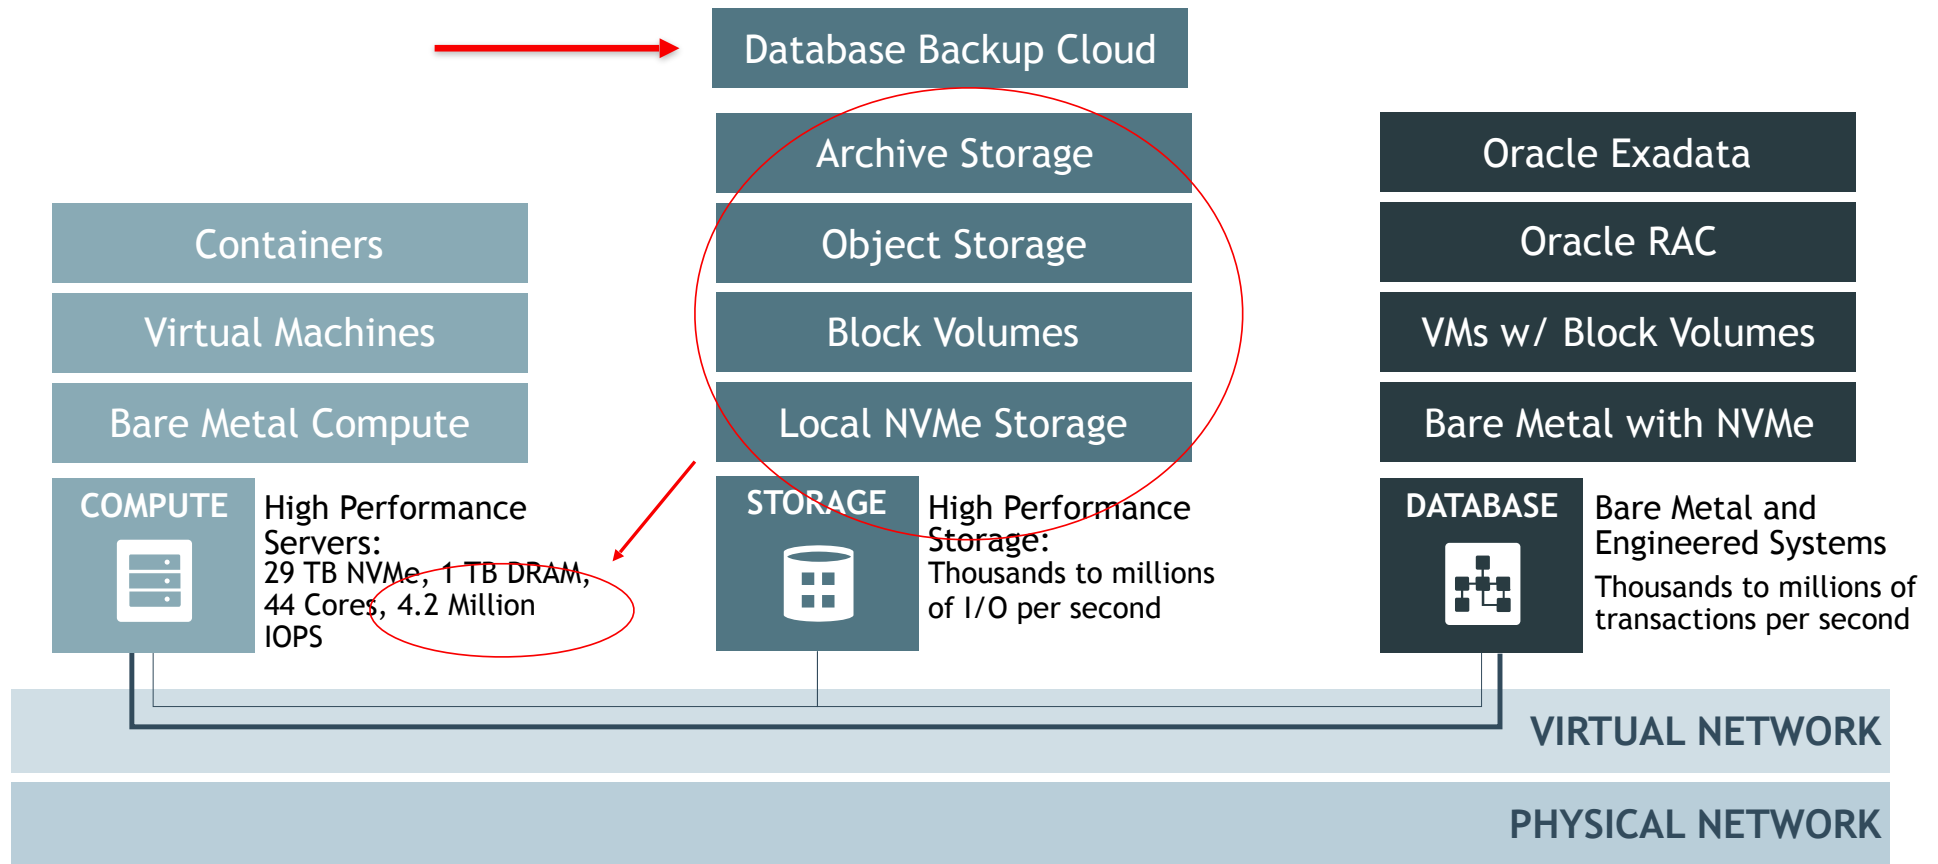 Database Backup Cloud
Archive Storage
Oracle Exadata
Containers
Object Storage
Oracle RAC
Virtual Machines
Block Volumes
VMs w/ Block Volumes
Bare Metal Compute
Local NVMe Storage
Bare Metal with NVMe
COMPUTE
High Performance
Servers:
29 TB NVMe, 1 TB DRAM,
44 Cores, 4.2 Million
IOPS
STORAGE
High Performance
Storage:
Thousands to millions
of I/O per second
DATABASE
Bare Metal and
Engineered Systems
Thousands to millions of
transactions per second
VIRTUAL NETWORK
PHYSICAL NETWORK